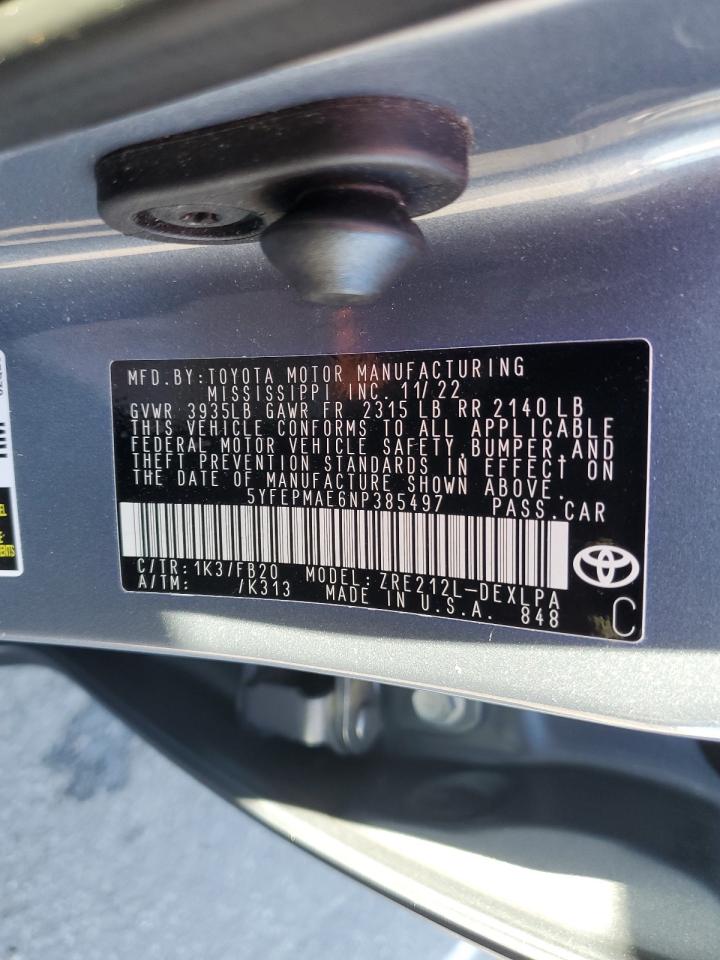 MFD.BY:TOYOTA MOTOR MANUFACTURING
MISSISSIPPI INC. 11/22
GVWR 3935LB GAWR FR 2315 LB RR 2140 LB
THIS VEHICLE CONFORMS TO ALL APPLICABLE
FEDERAL MOTOR VEHICLE SAFETY, BUMPER, AND
THEFT PREVENTION STANDARDS IN EFFECT ON
THE DATE OF MANUFACTURE SHOWN ABOVE.
5YFEPMAE6NP385497 PASS.CAR
C/TR: 1K3/FB20 MODEL: ZRE212L-DEXLPA
A/TM: /K313 MADE IN U.S.A. 848
C